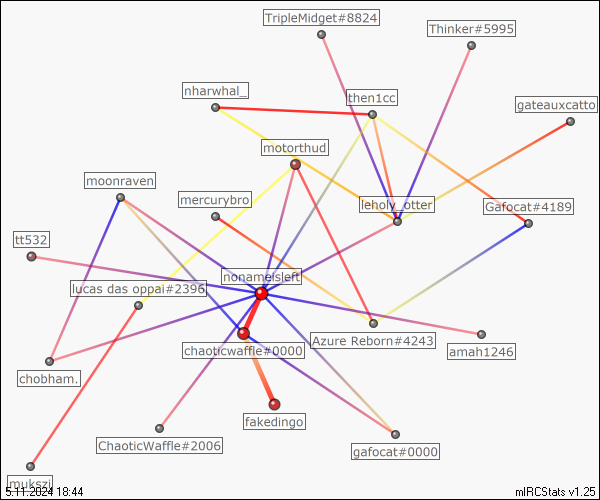 TripleMidget#8824
Thinker#5995
nharwhal_
then1cc
gateauxcatto
motorthud
moonraven
mercurybro
leholy_otter
Gafocat#4189
tt532
nonameisleft
lucas das oppai#2396
Azure Reborn#4243
chaoticwaffle#0000
amah1246
chobham.
fakedingo
ChaoticWaffle#2006
gafocat#0000
mukszi
5.11.2024 18:44
mIRCStats v1.25